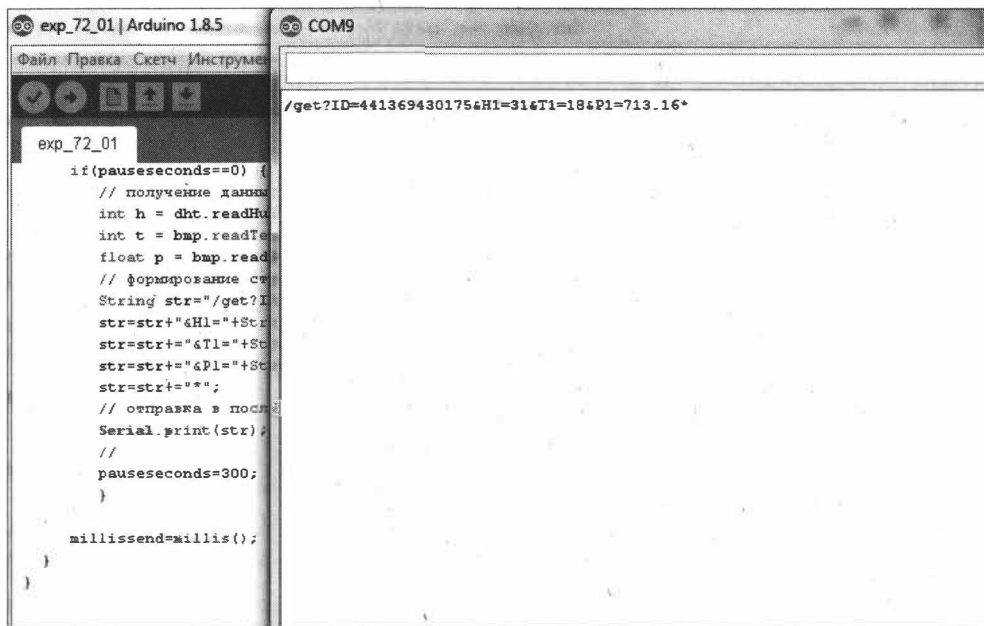 exp_72_01 | Arduino 1.8.5
Файл Правка Скетч Инструме
exp_72_01
if(pauseseconds==0) {
// получение данны
int h = dht.readHu
int t = bmp.readTe
float p = bmp.read
// формирование ст
String str="/get?I
str=str+"&H1="+Str
str=str+="&T1="+St
str=str+="&P1="+St
str=str+="*";
// отправка в посл
Serial.print(str);
//
pauseseconds=300;
}
millissend=millis();
}
}
COM9
/get?ID=441369430175&H1=31&T1=18&P1=713.16*